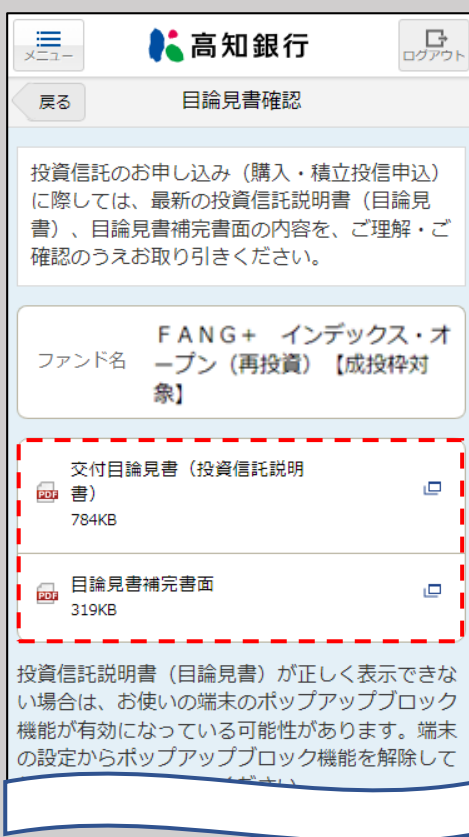 メニュー
高知銀行
ログアウト
戻る
目論見書確認
投資信託のお申し込み（購入・積立投信申込）
に際しては、最新の投資信託説明書（目論見
書）、目論見書補完書面の内容を、ご理解・ご
確認のうえお取り引きください。
ファンド名
ＦＡＮＧ＋　インデックス・オ
ープン（再投資）【成投枠対
象】
交付目論見書（投資信託説明
書）
PDF
784KB
目論見書補完書面
PDF
319KB
投資信託説明書（目論見書）が正しく表示できな
い場合は、お使いの端末のポップアップブロック
機能が有効になっている可能性があります。端末
の設定からポップアップブロック機能を解除して
ください